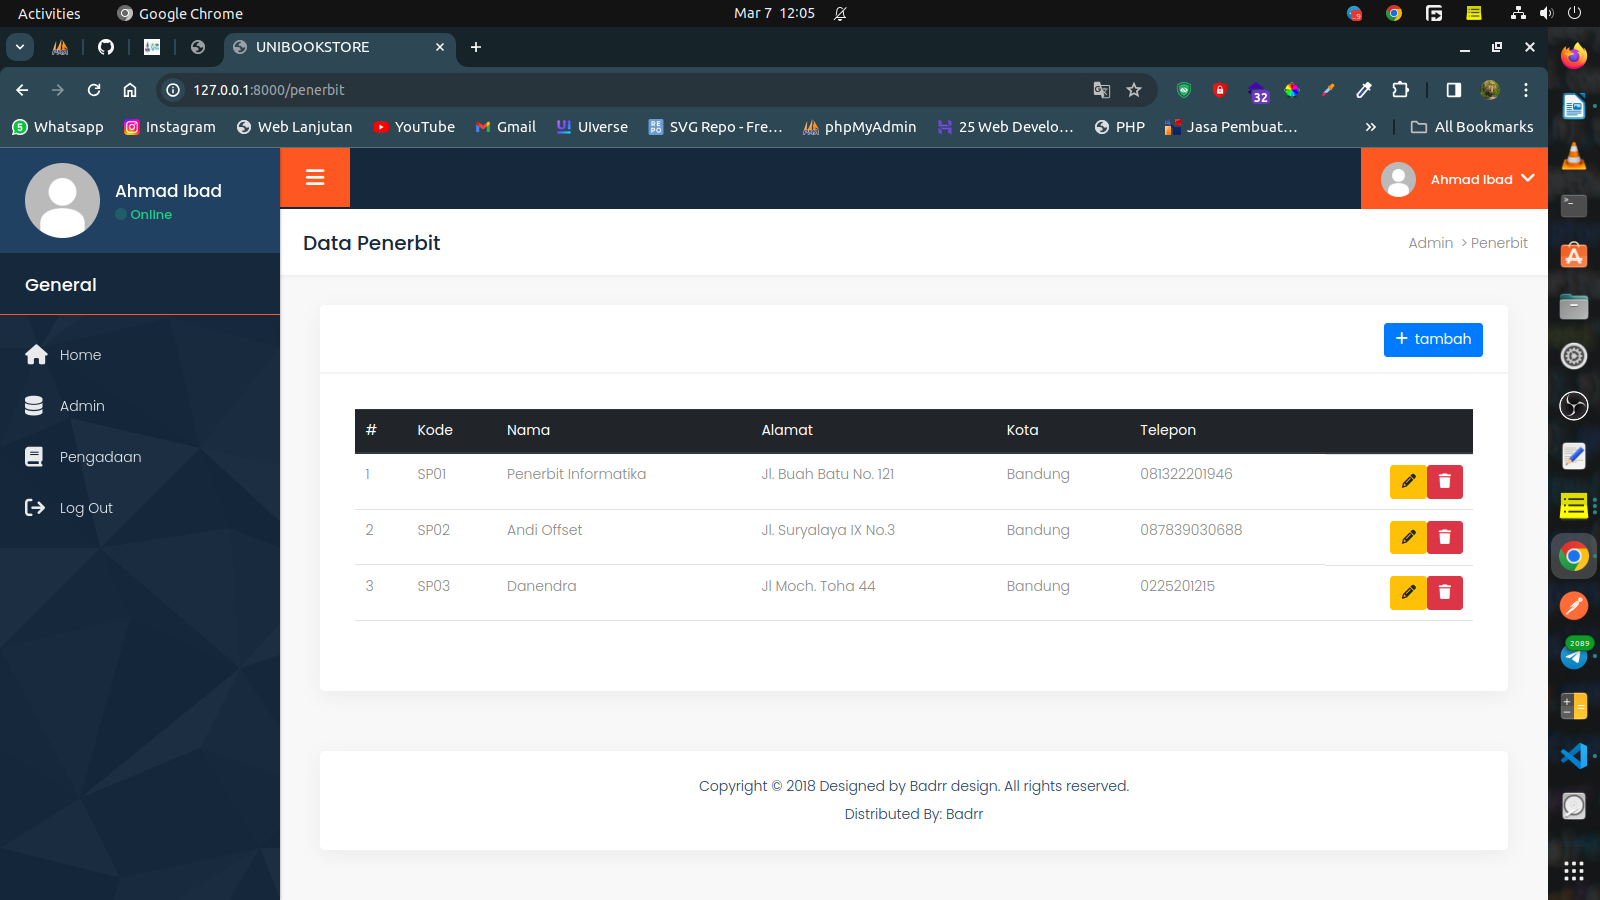 Activities Google Chrome Mar 7 12:05
UNIBOOKSTORE
127.0.0.1:8000/penerbit 32
5 Whatsapp Instagram Web Lanjutan YouTube Gmail UI UIverse REPO SVG Repo - Fre… phpMyAdmin 25 Web Develo… PHP Jasa Pembuat… » All Bookmarks
Ahmad Ibad
Online
Ahmad Ibad
Data Penerbit
Admin > Penerbit
General
Home
Admin
Pengadaan
Log Out
+ tambah
# Kode Nama Alamat Kota Telepon
1 SP01 Penerbit Informatika Jl. Buah Batu No. 121 Bandung 081322201946
2 SP02 Andi Offset Jl. Suryalaya IX No.3 Bandung 087839030688
3 SP03 Danendra Jl Moch. Toha 44 Bandung 0225201215
2089
Copyright © 2018 Designed by Badrr design. All rights reserved.
Distributed By: Badrr